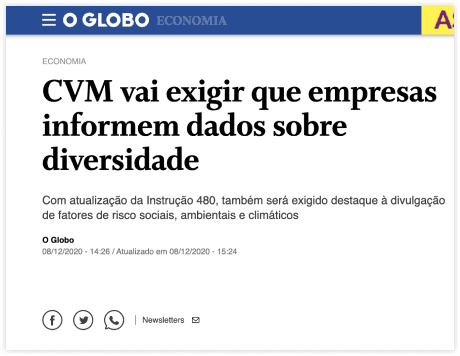 O GLOBO ECONOMIA
AS
ECONOMIA
CVM vai exigir que empresas
informem dados sobre
diversidade
Com atualização da Instrução 480, também será exigido destaque à divulgação
de fatores de risco sociais, ambientais e climáticos
O Globo
08/12/2020 - 14:26 / Atualizado em 08/12/2020 - 15:24
Newsletters